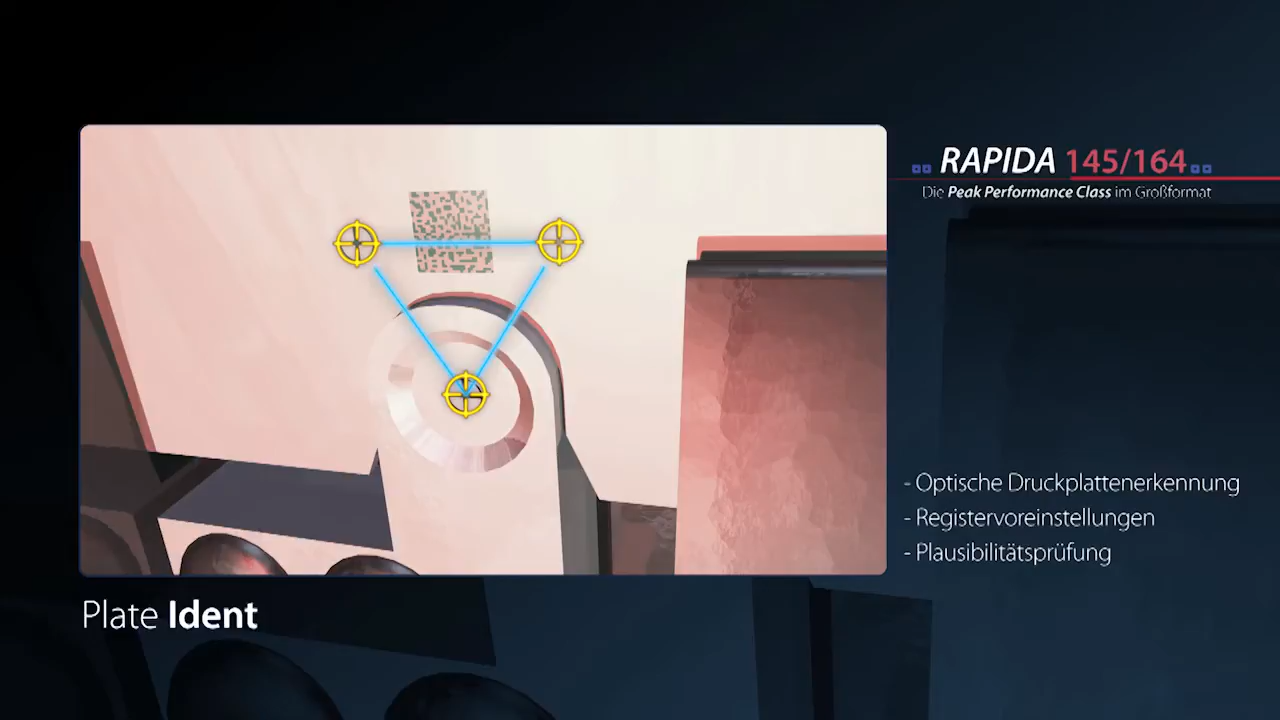 RAPIDA 145/164
Die Peak Performance Class im Großformat
- Optische Druckplattenerkennung
- Registervoreinstellungen
- Plausibilitätsprüfung
Plate Ident